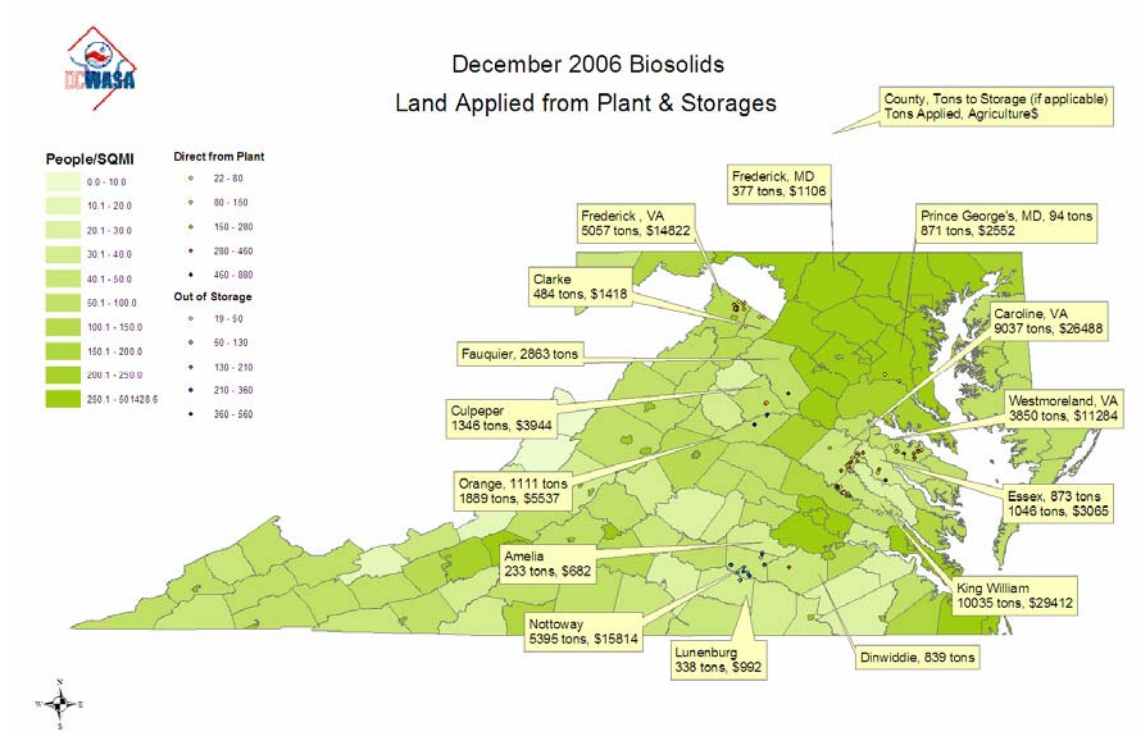 DCWASA
December 2006 Biosolids
Land Applied from Plant & Storages
County, Tons to Storage (if applicable)
Tons Applied, Agriculture$
People/SQMI
0.0 - 10.0
10.1 - 20.0
20.1 - 30.0
30.1 - 40.0
40.1 - 50.0
50.1 - 100.0
100.1 - 150.0
150.1 - 200.0
200.1 - 250.0
250.1 - 501428.6
Direct from Plant
22 - 80
80 - 150
150 - 280
280 - 460
460 - 880
Out of Storage
19 - 50
50 - 130
130 - 210
210 - 360
360 - 560
Frederick, MD
377 tons, $1106
Frederick , VA
5057 tons, $14822
Prince George's, MD, 94 tons
871 tons, $2552
Clarke
484 tons, $1418
Caroline, VA
9037 tons, $26488
Fauquier, 2863 tons
Culpeper
1346 tons, $3944
Westmoreland, VA
3850 tons, $11284
Orange, 1111 tons
1889 tons, $5537
Essex, 873 tons
1046 tons, $3065
Amelia
233 tons, $682
King William
10035 tons, $29412
Nottoway
5395 tons, $15814
Lunenburg
338 tons, $992
Dinwiddie, 839 tons
N
W
E
S